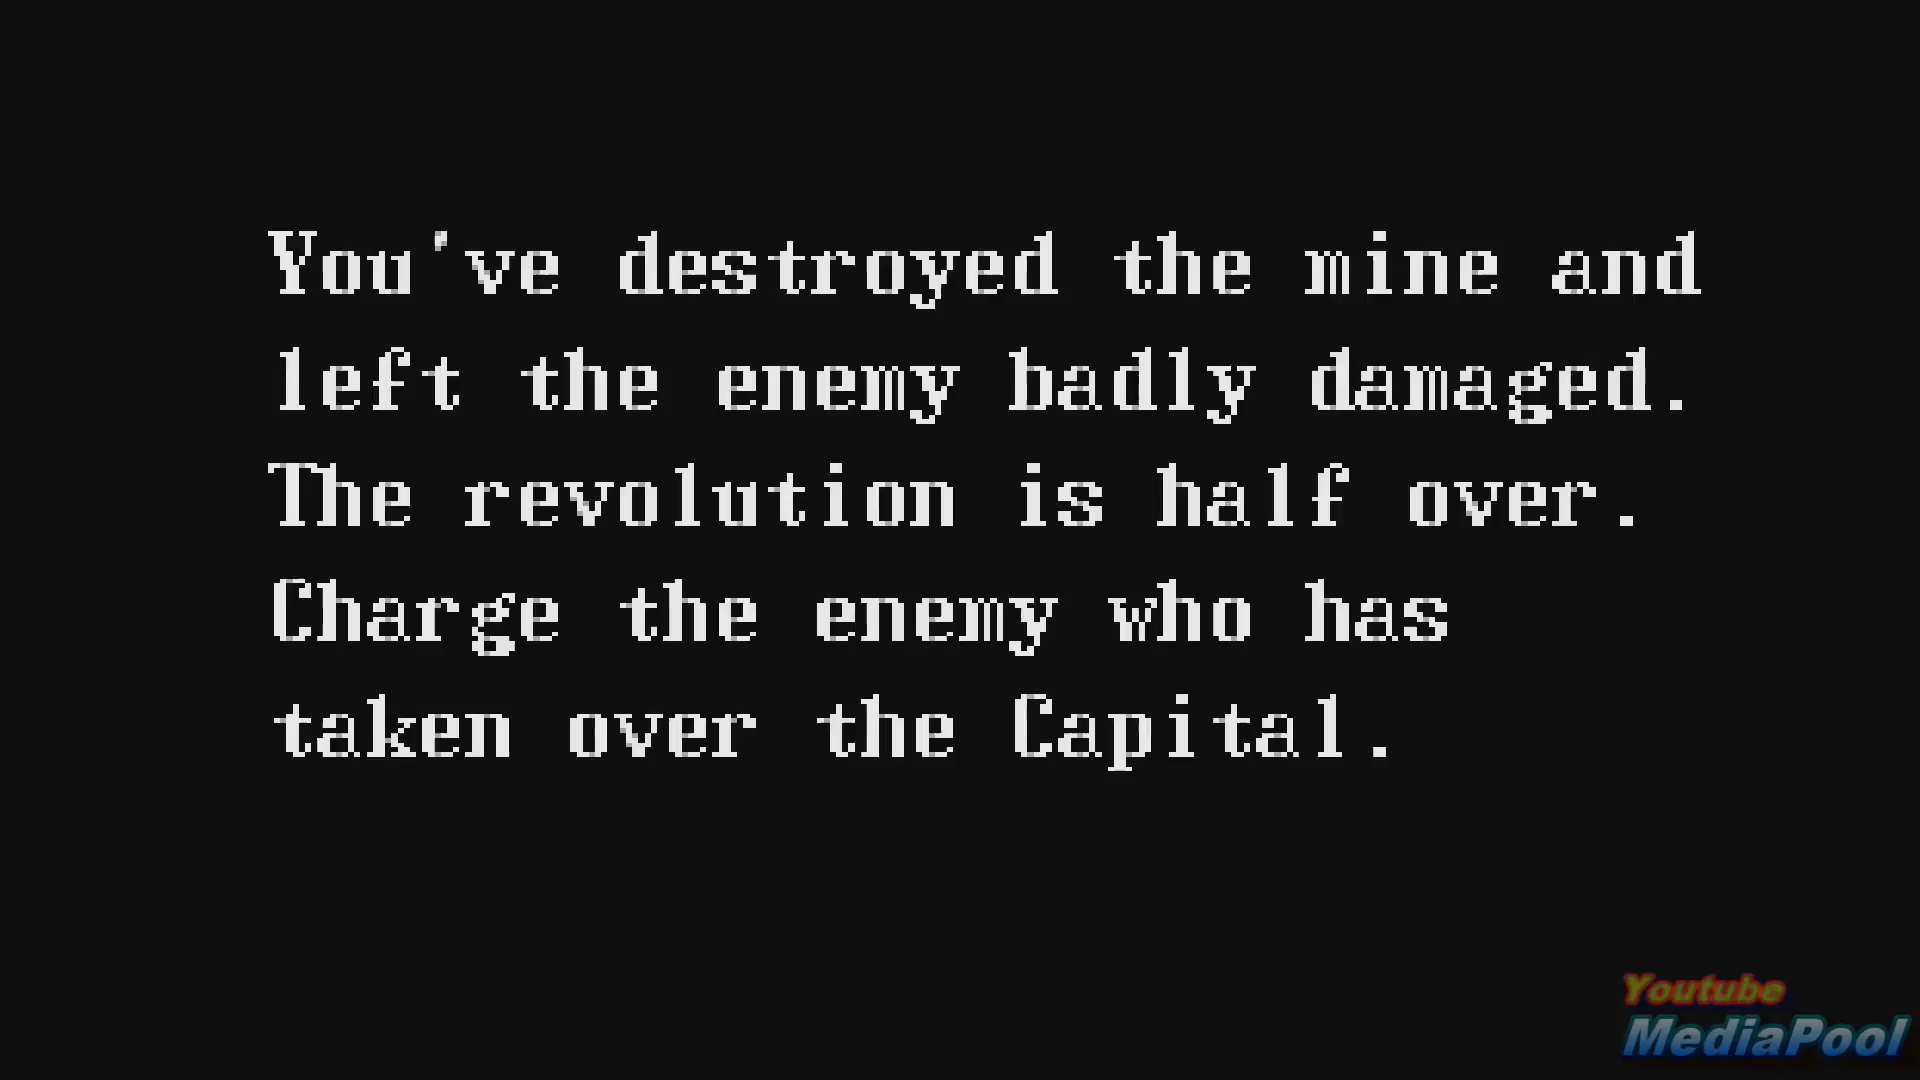 You've destroyed the mine and
left the enemy badly damaged.
The revolution is half over.
Charge the enemy who has
taken over the Capital.
Youtube
MediaPool